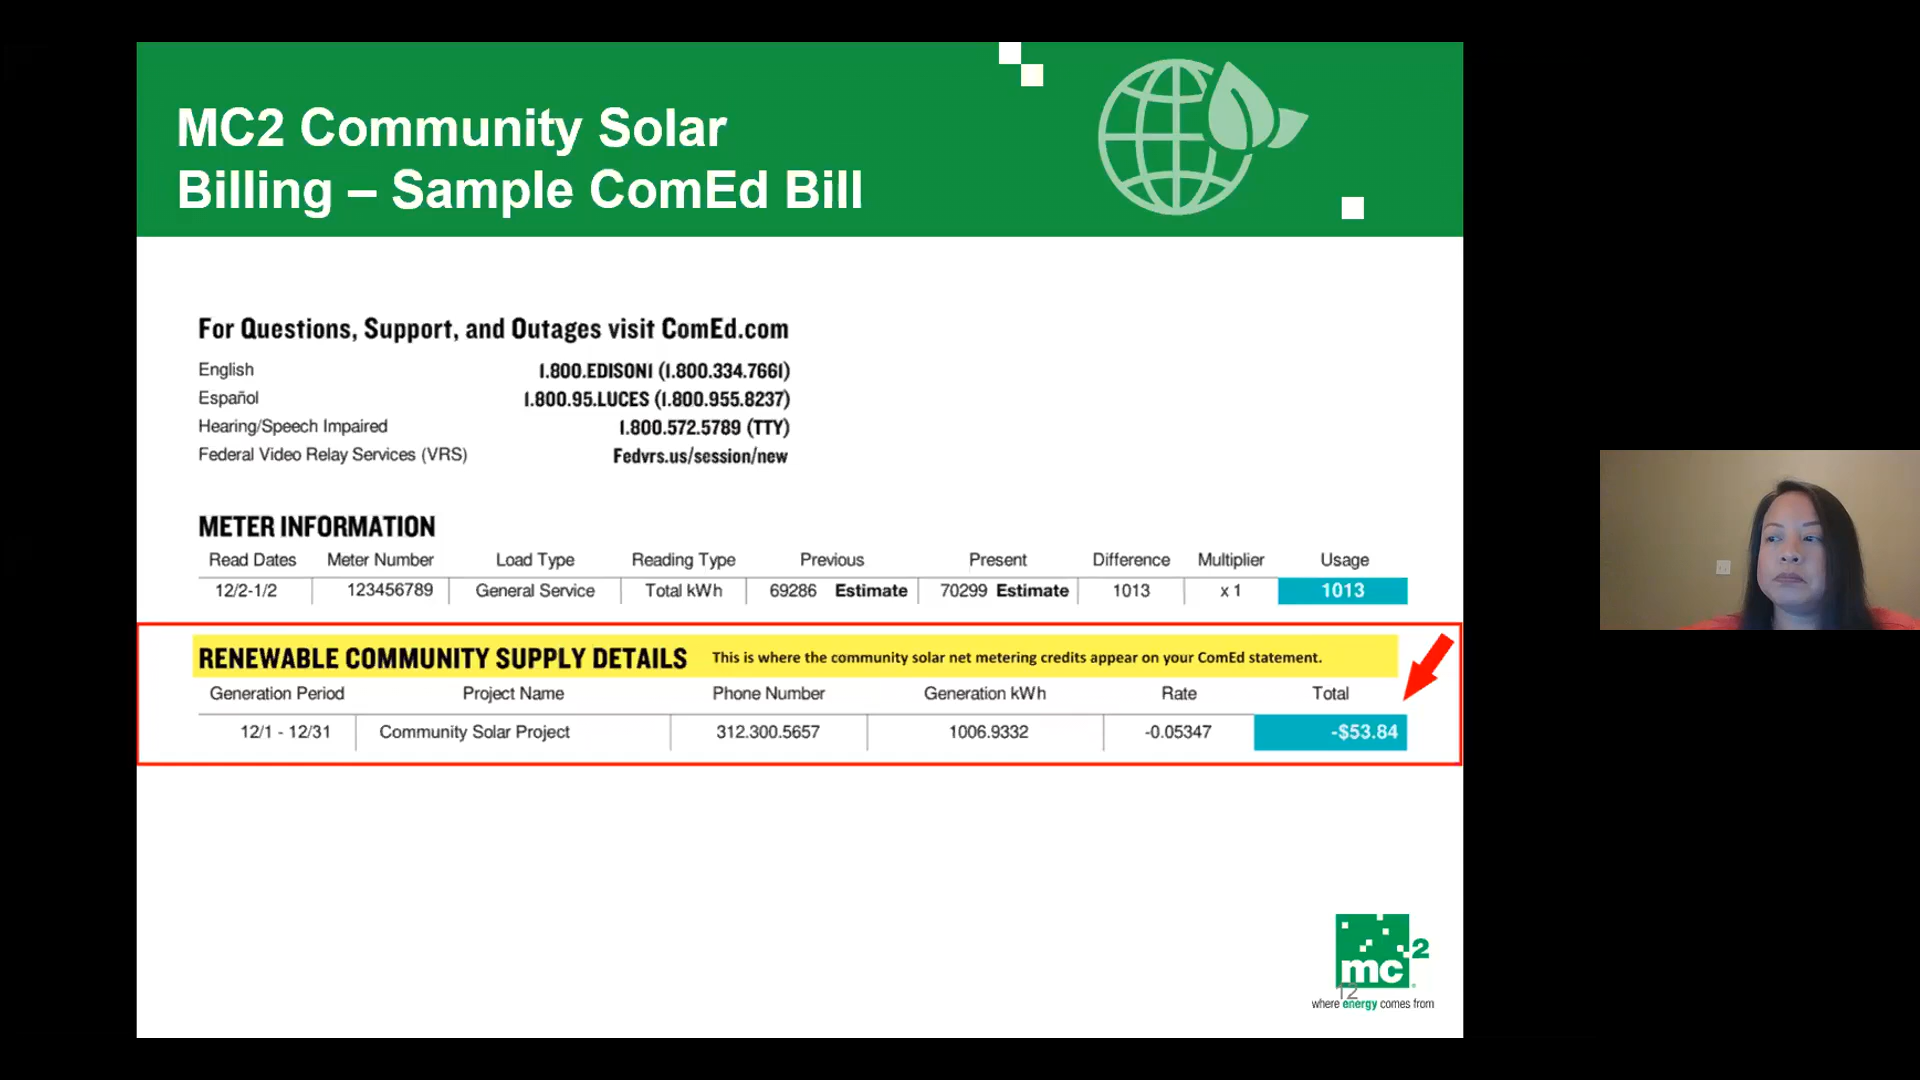 MC2 Community Solar
Billing – Sample ComEd Bill
For Questions, Support, and Outages visit ComEd.com
English 1.800.EDISON1 (1.800.334.7661)
Español 1.800.95.LUCES (1.800.955.8237)
Hearing/Speech Impaired 1.800.572.5789 (TTY)
Federal Video Relay Services (VRS) Fedvrs.us/session/new
METER INFORMATION
Read Dates Meter Number Load Type Reading Type Previous Present Difference Multiplier Usage
12/2-1/2 123456789 General Service Total kWh 69286 Estimate 70299 Estimate 1013 x 1 1013
RENEWABLE COMMUNITY SUPPLY DETAILS This is where the community solar net metering credits appear on your ComEd statement.
Generation Period Project Name Phone Number Generation kWh Rate Total
12/1 - 12/31 Community Solar Project 312.300.5657 1006.9332 -0.05347 -$53.84
mc2
12
where energy comes from